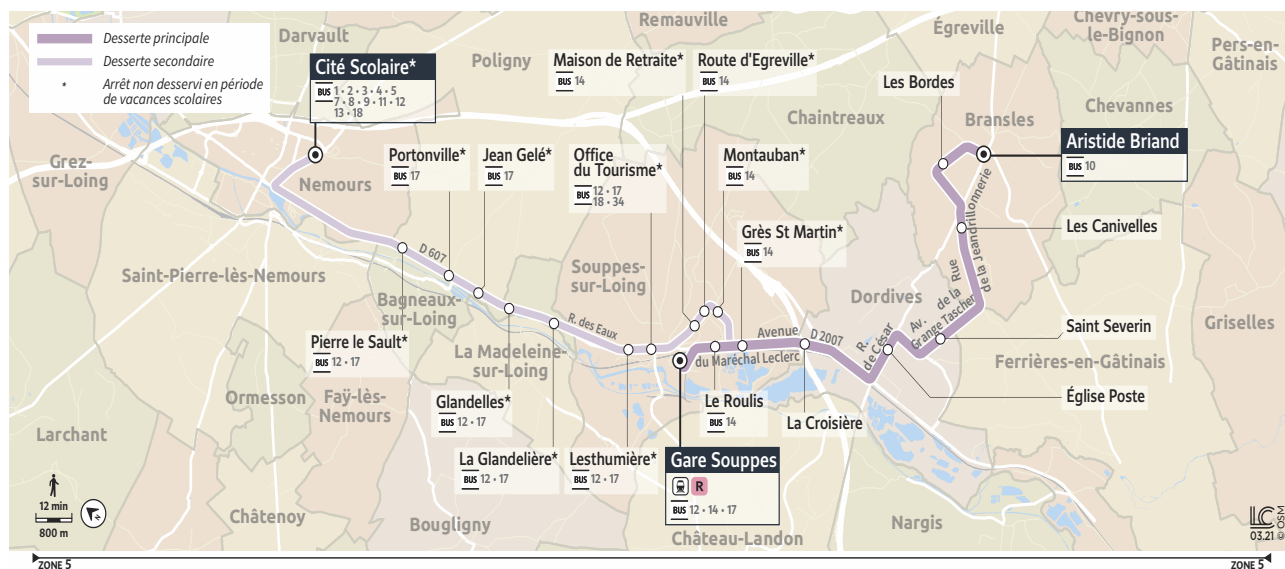 Desserte principale
Desserte secondaire
* Arrêt non desservi en période
de vacances scolaires
Darvault
Cité Scolaire*
BUS 1 • 2 • 3 • 4 • 5
7 • 8 • 9 • 11 • 12
13 • 18
Poligny
Remauville
Maison de Retraite*
BUS 14
Route d'Egreville*
BUS 14
Égreville
Chevry-sous-
le-Bignon
Pers-en-
Gâtinais
Les Bordes
Chaintreaux
Bransles
Chevannes
Aristide Briand
BUS 10
Grez-
sur-Loing
Nemours
Portonville*
BUS 17
Jean Gelé*
BUS 17
Office
du Tourisme*
BUS 12 • 17
18 • 34
Montauban*
BUS 14
Grès St Martin*
BUS 14
Les Canivelles
Rue
de la Jeandrillonnerie
Saint-Pierre-lès-Nemours
D 607
Bagneaux-
sur-Loing
Souppes-
sur-Loing
R. des Eaux
Dordives
Av. de la
Grange Tascher
R.
de César
Saint Severin
Griselles
Pierre le Sault*
BUS 12 • 17
La Madeleine-
sur-Loing
Avenue
du Maréchal Leclerc
D 2007
Ferrières-en-Gâtinais
Église Poste
Ormesson
Faÿ-lès-
Nemours
Glandelles*
BUS 12 • 17
Le Roulis
BUS 14
La Croisière
Larchant
La Glandelière*
BUS 12 • 17
Lesthumière*
BUS 12 • 17
Gare Souppes
R
BUS 12 • 14 • 17
12 min
800 m
Châtenoy
Bougligny
Château-Landon
Nargis
LC
03.21 © OSM
ZONE 5
ZONE 5